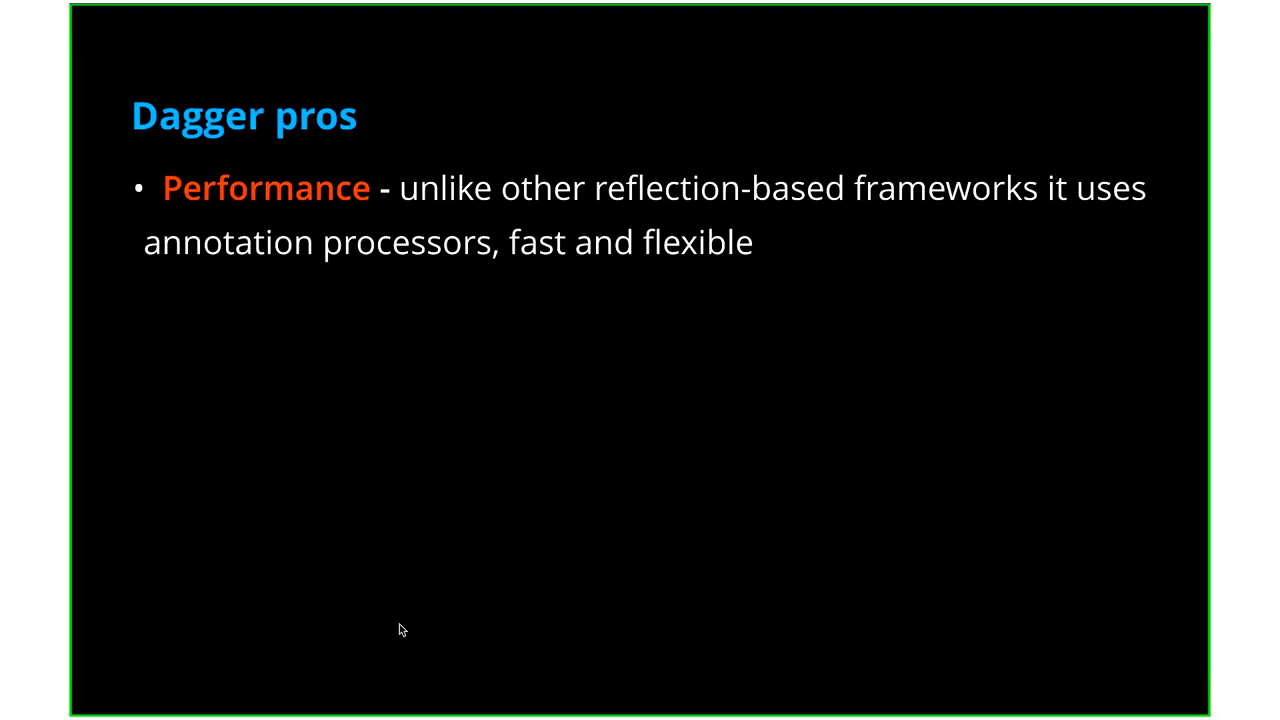 Dagger pros
• Performance - unlike other reflection-based frameworks it uses
annotation processors, fast and flexible